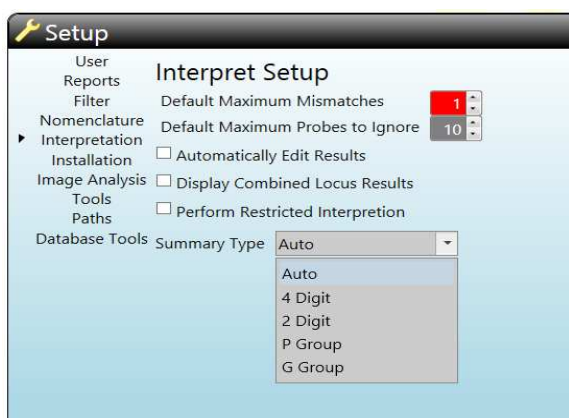 Setup
User
Reports
Filter
Nomenclature
Interpretation
Installation
Image Analysis
Tools
Paths
Database Tools
Interpret Setup
Default Maximum Mismatches 1
Default Maximum Probes to Ignore 10
Automatically Edit Results
Display Combined Locus Results
Perform Restricted Interpretion
Summary Type Auto
Auto
4 Digit
2 Digit
P Group
G Group